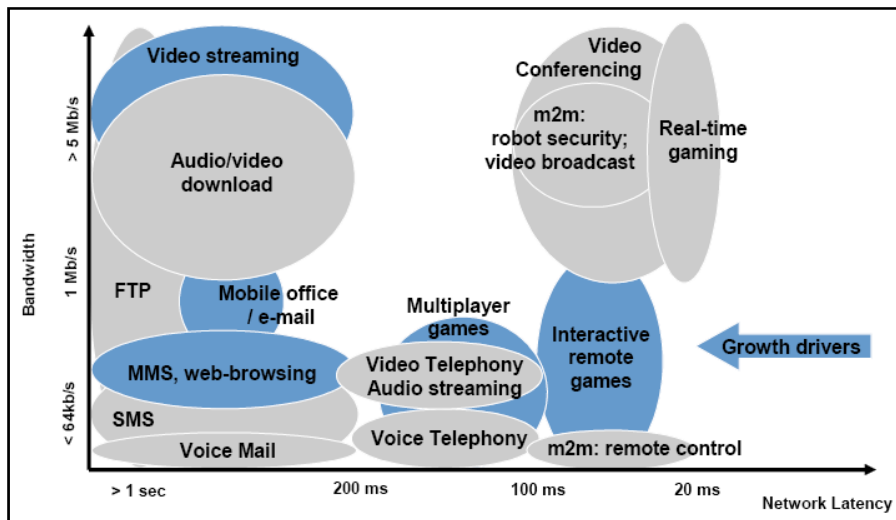 Video streaming
Audio/video
download
FTP
Mobile office
/ e-mail
MMS, web-browsing
SMS
Voice Mail
Multiplayer
games
Video Telephony
Audio streaming
Voice Telephony
Video
Conferencing
m2m:
robot security;
video broadcast
Real-time
gaming
Interactive
remote
games
m2m: remote control
Growth drivers
Bandwidth
> 5 Mb/s
1 Mb/s
< 64kb/s
> 1 sec
200 ms
100 ms
20 ms
Network Latency